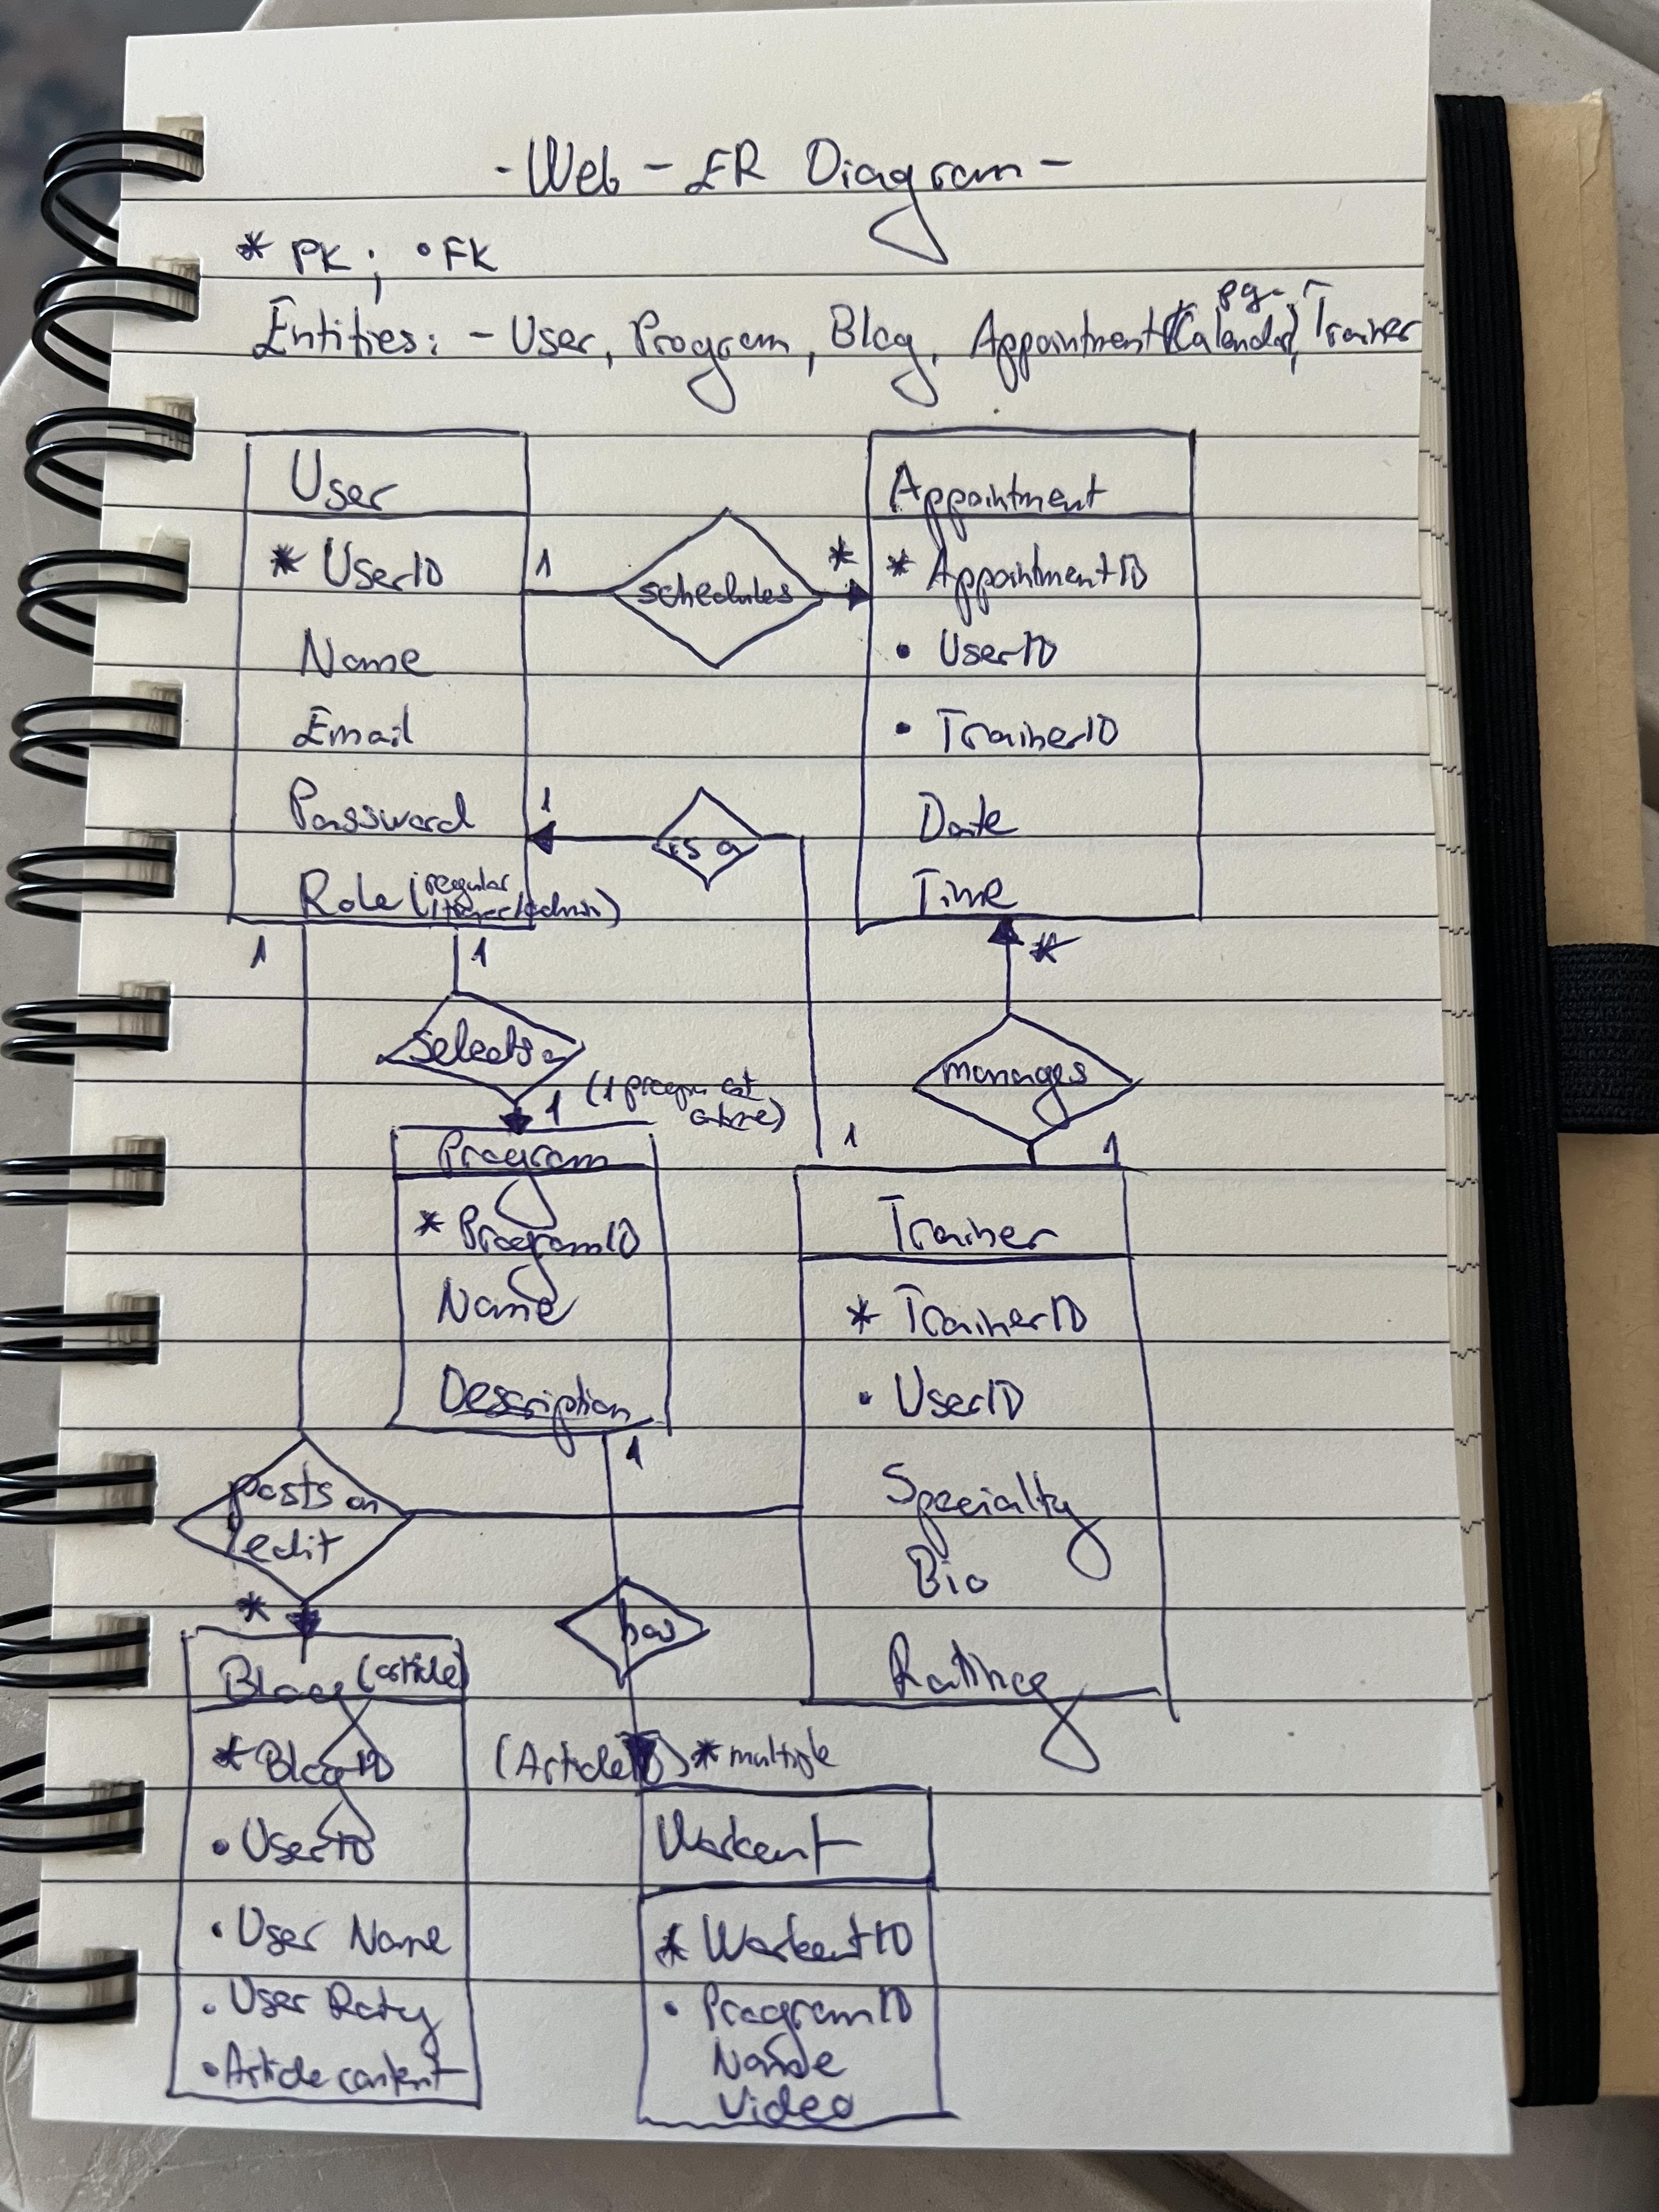 - Web - ER Diagram -
* PK ; • FK
Entities: - User, Program, Blog, Appointment (Calendar pg.), Trainer
User
* UserID
Name
Email
Password
Role (regular / trainer / admin)
1 schedules *
Appointment
* AppointmentID
• UserID
• TrainerID
Date
Time
1 is a 1
1
1
selects a
1 (1 program at a time)
*
manages
1
Program
* ProgramID
Name
Description
Trainer
* TrainerID
• UserID
Specialty
Bio
Rating
posts on
edit
*
1
has
(ArticleID) * multiple
Blog (article)
* BlogID
• UserID
• User Name
• User Rating
• Article content
Workout
* WorkoutID
• ProgramID
Name
Video